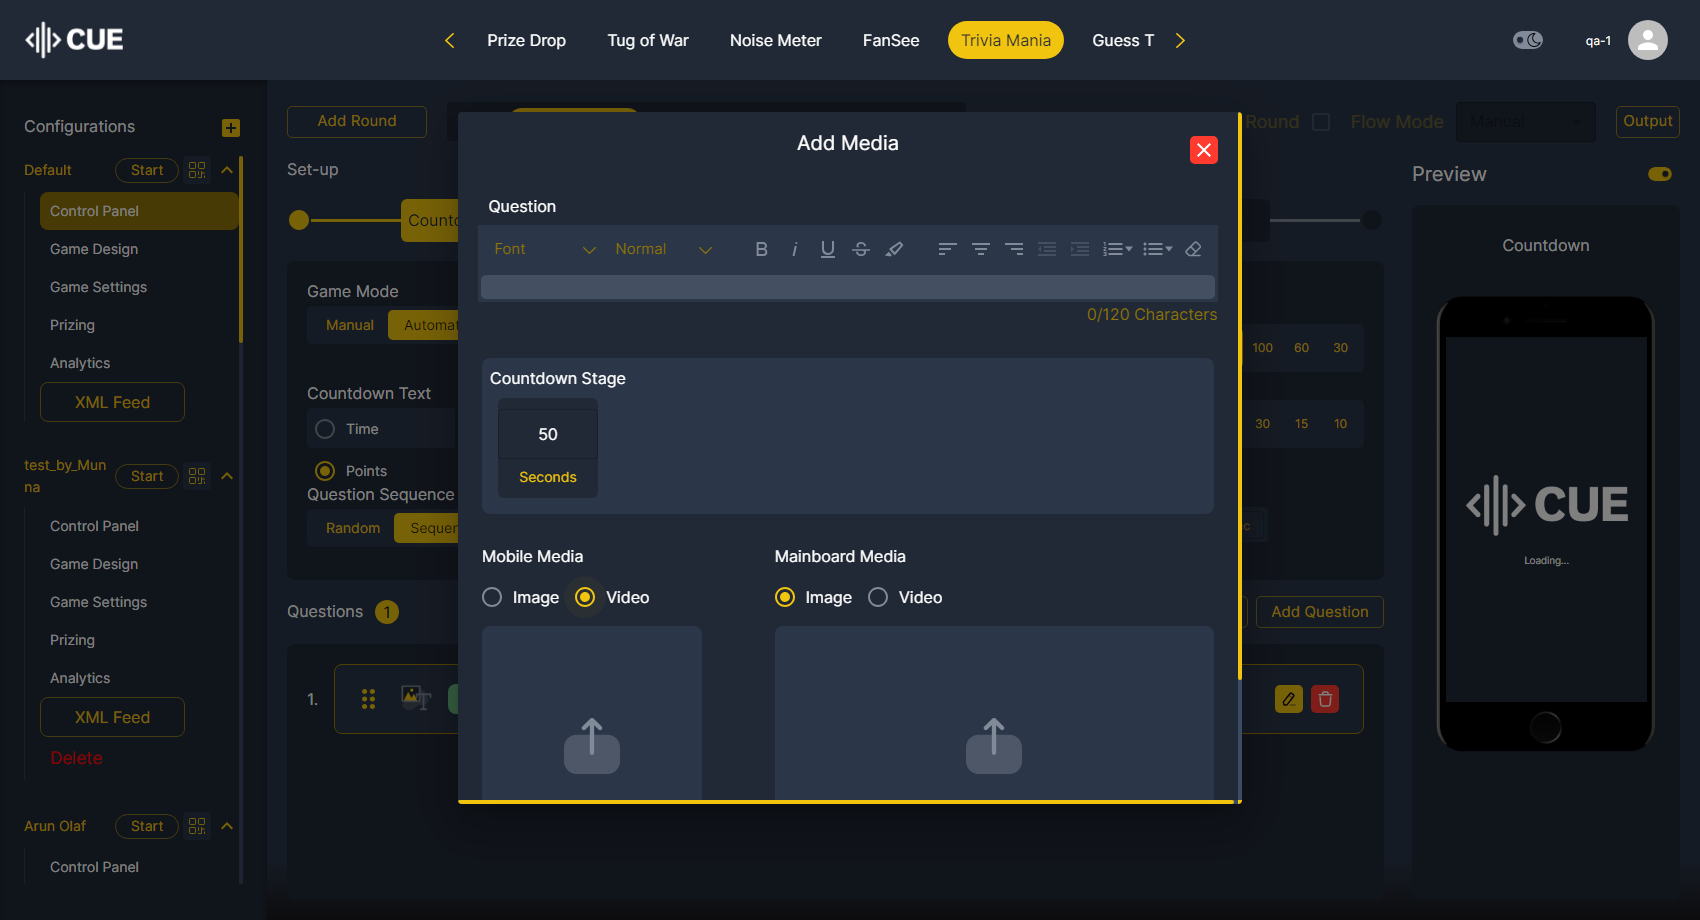 CUE
Prize Drop
Tug of War
Noise Meter
FanSee
Trivia Mania
Guess T
qa-1
Configurations
Default
Start
Control Panel
Game Design
Game Settings
Prizing
Analytics
XML Feed
test_by_Mun
na
Start
Control Panel
Game Design
Game Settings
Prizing
Analytics
XML Feed
Delete
Arun Olaf
Start
Control Panel
Add Round
Round
Flow Mode
Manual
Output
Set-up
Game Mode
Manual
Countdown Text
Time
Points
Question Sequence
Random
Questions 1
1.
Add Media
Question
Font
Normal
0/120 Characters
Countdown Stage
50
Seconds
Mobile Media
Image
Video
Mainboard Media
Image
Video
100 60 30
30 15 10
Add Question
Preview
Countdown
CUE
Loading...